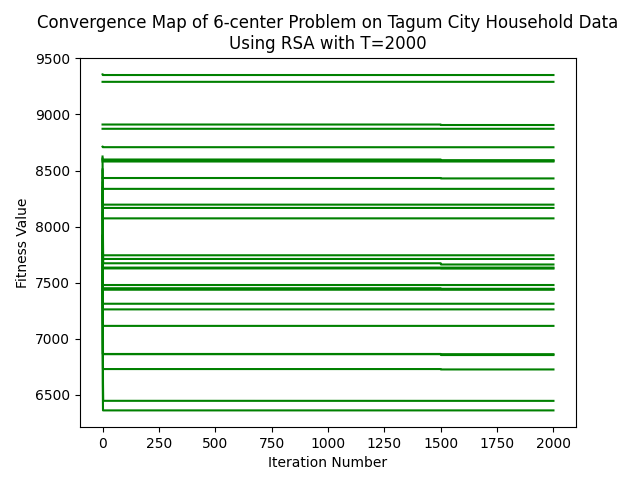 Convergence Map of 6-center Problem on Tagum City Household Data
Using RSA with T=2000
9500
9000
8500
8000
7500
7000
6500
Fitness Value
0 250 500 750 1000 1250 1500 1750 2000
Iteration Number